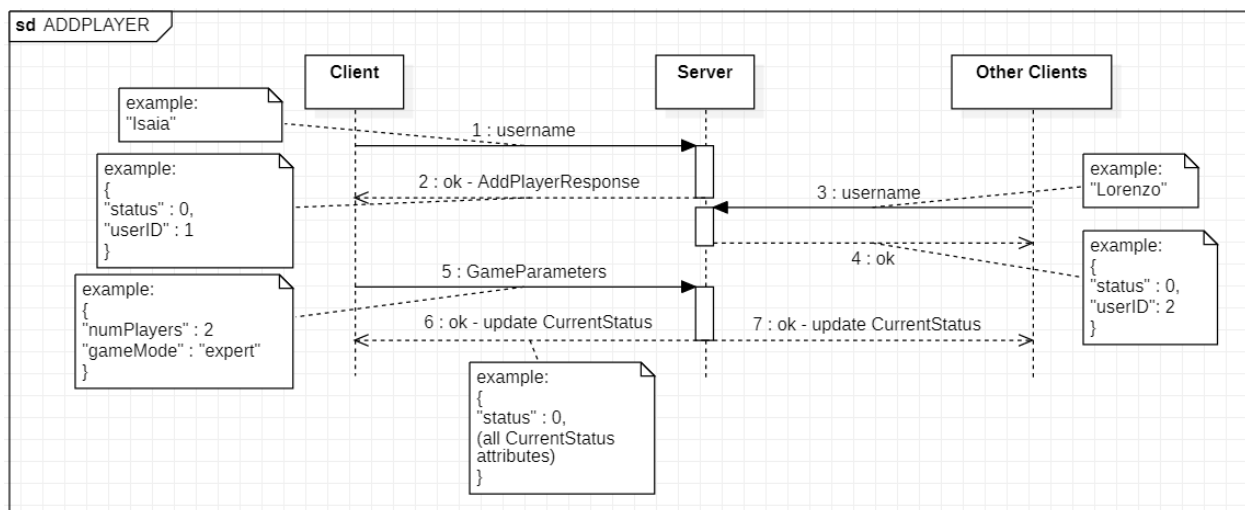 sd ADDPLAYER
Client
Server
Other Clients
example:
"Isaia"
1 : username
example:
{
"status" : 0,
"userID" : 1
}
2 : ok - AddPlayerResponse
3 : username
example:
"Lorenzo"
4 : ok
example:
{
"status" : 0,
"userID": 2
}
5 : GameParameters
example:
{
"numPlayers" : 2
"gameMode" : "expert"
}
6 : ok - update CurrentStatus
7 : ok - update CurrentStatus
example:
{
"status" : 0,
(all CurrentStatus
attributes)
}